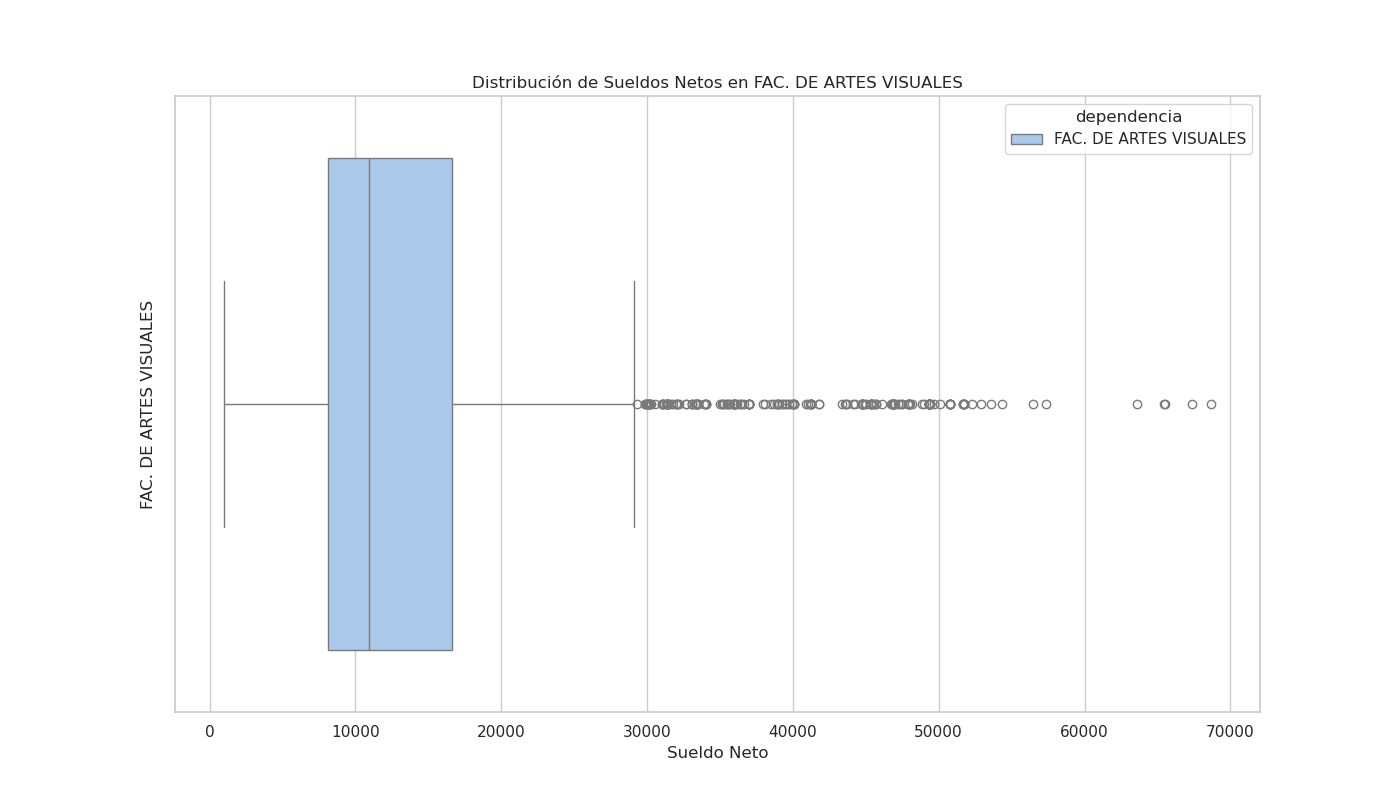 Distribución de Sueldos Netos en FAC. DE ARTES VISUALES
dependencia
FAC. DE ARTES VISUALES
FAC. DE ARTES VISUALES
0 10000 20000 30000 40000 50000 60000 70000
Sueldo Neto